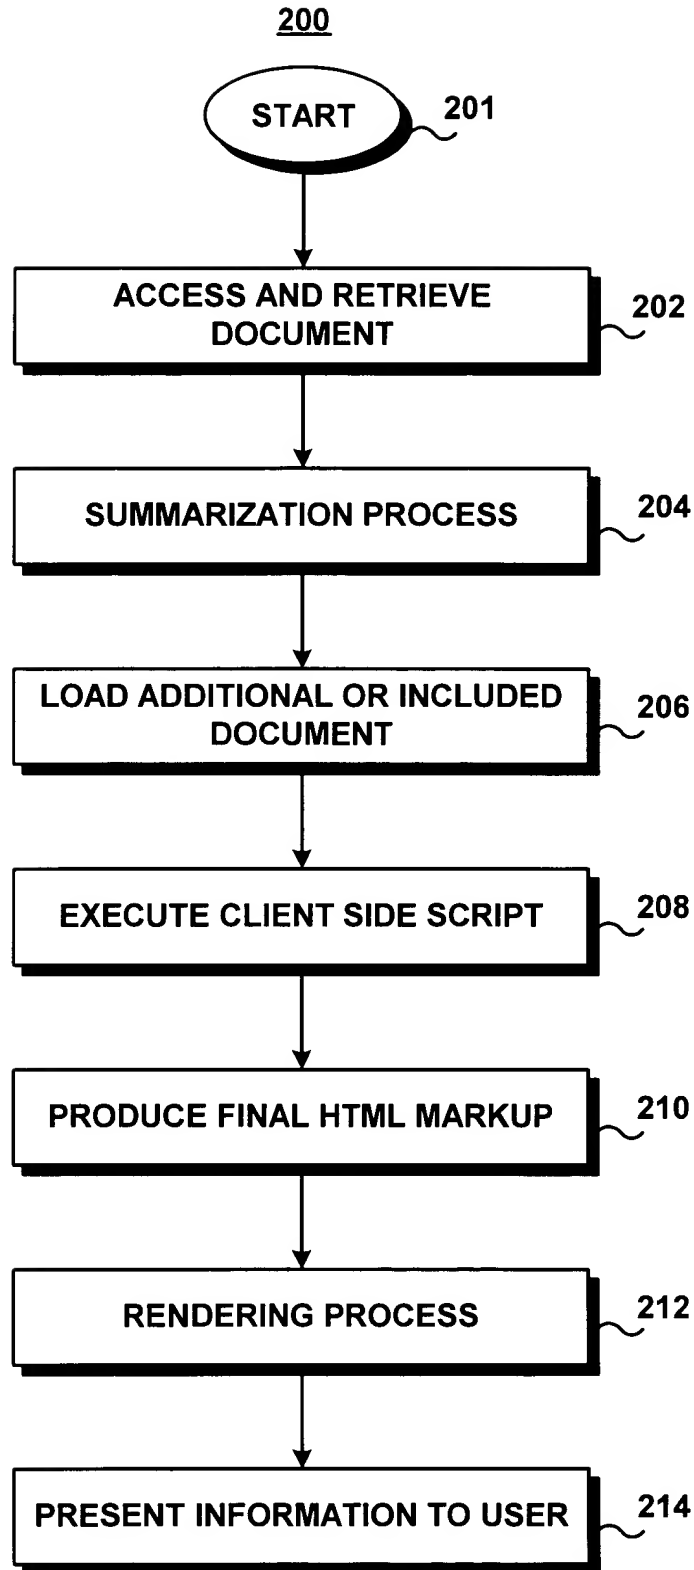 200
START
201
ACCESS AND RETRIEVE
DOCUMENT
202
SUMMARIZATION PROCESS
204
LOAD ADDITIONAL OR INCLUDED
DOCUMENT
206
EXECUTE CLIENT SIDE SCRIPT
208
PRODUCE FINAL HTML MARKUP
210
RENDERING PROCESS
212
PRESENT INFORMATION TO USER
214